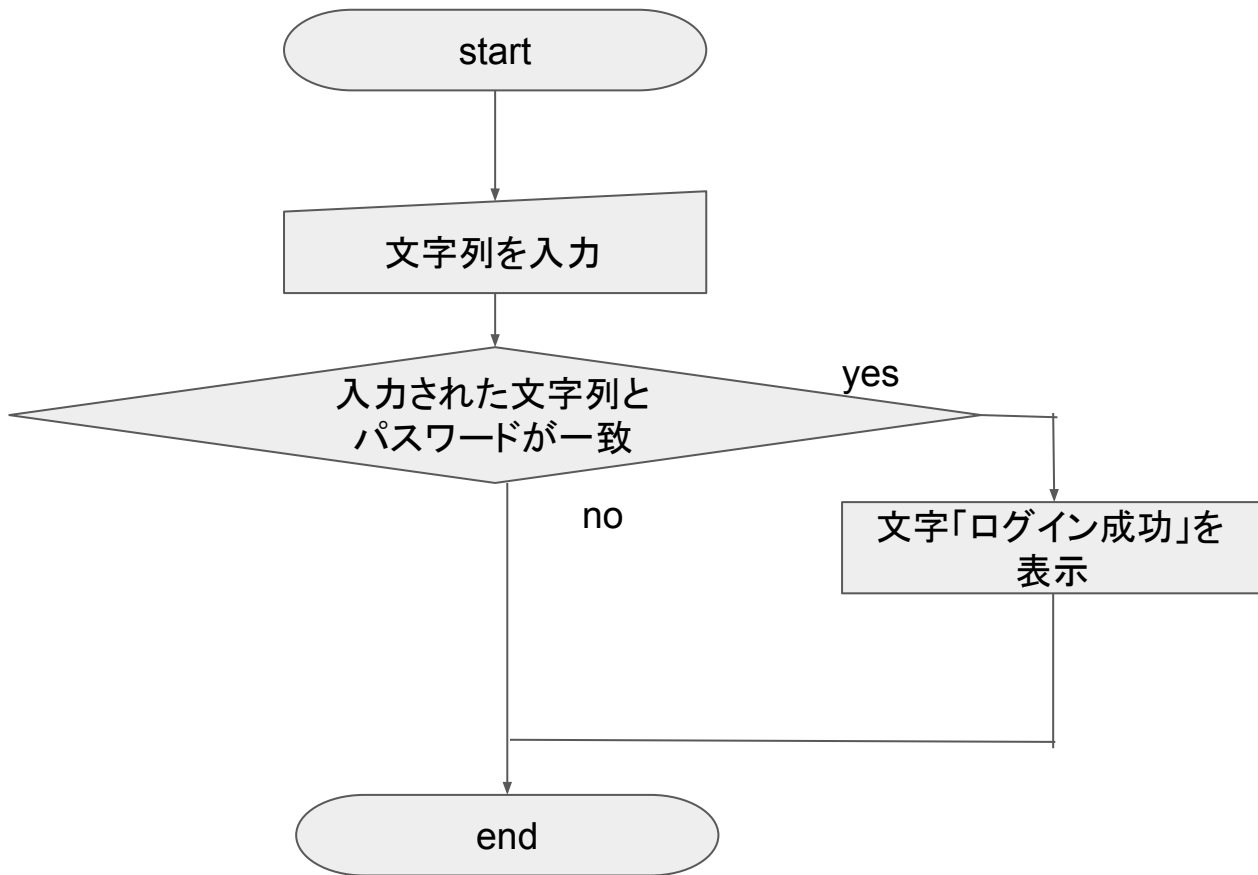 start
文字列を入力
入力された文字列と
パスワードが一致
yes
no
文字「ログイン成功」を
表示
end